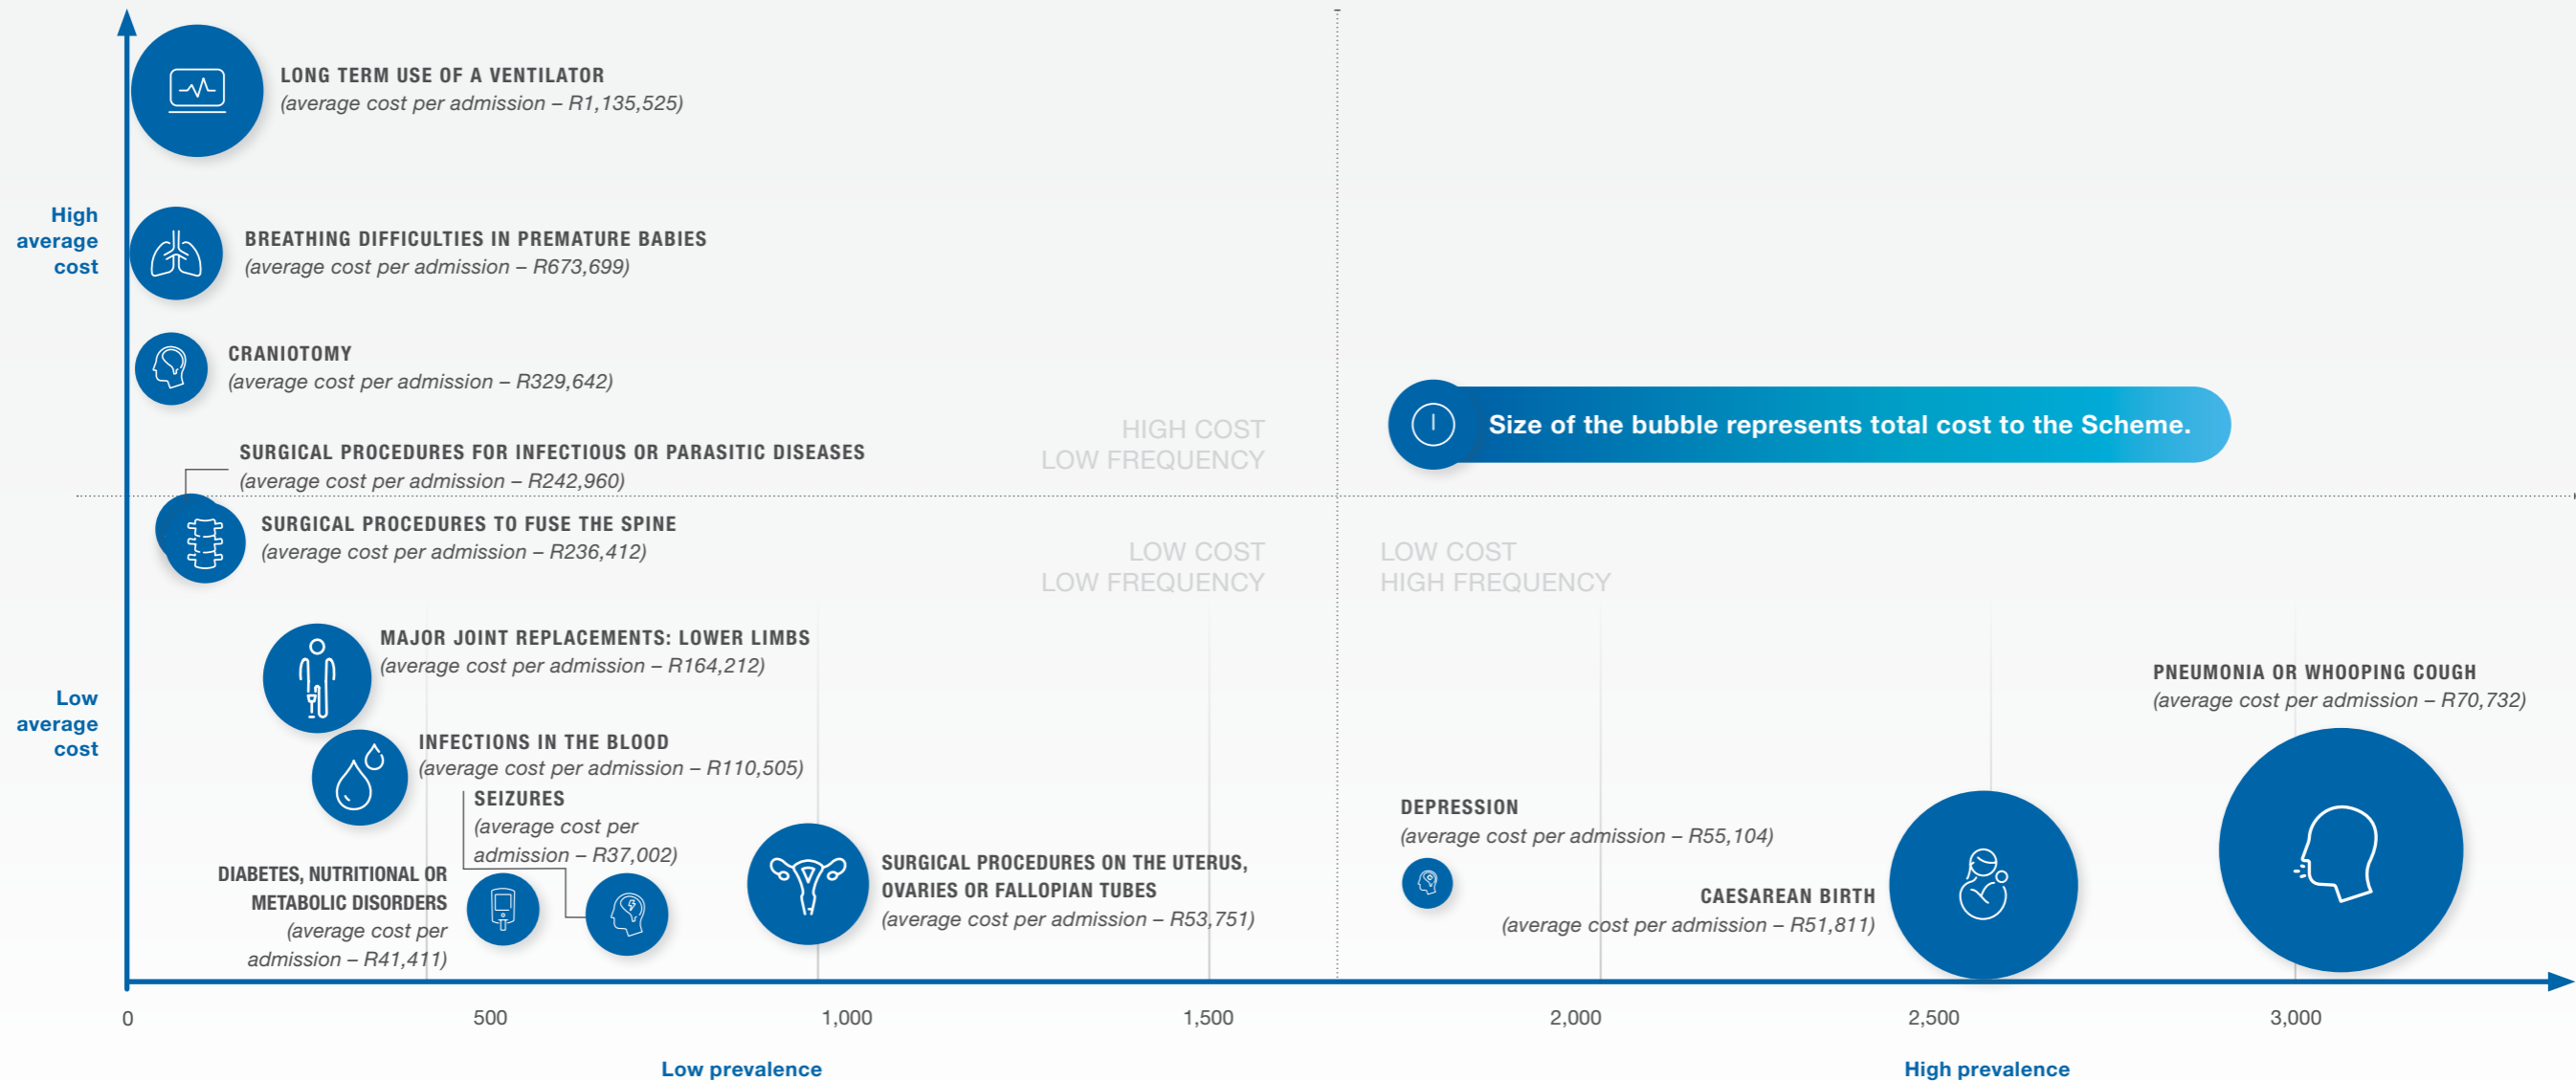 LONG TERM USE OF A VENTILATOR
(average cost per admission – R1,135,525)
High
average
cost
BREATHING DIFFICULTIES IN PREMATURE BABIES
(average cost per admission – R673,699)
CRANIOTOMY
(average cost per admission – R329,642)
HIGH COST
LOW FREQUENCY
Size of the bubble represents total cost to the Scheme.
SURGICAL PROCEDURES FOR INFECTIOUS OR PARASITIC DISEASES
(average cost per admission – R242,960)
SURGICAL PROCEDURES TO FUSE THE SPINE
(average cost per admission – R236,412)
LOW COST
LOW FREQUENCY
LOW COST
HIGH FREQUENCY
Low
average
cost
MAJOR JOINT REPLACEMENTS: LOWER LIMBS
(average cost per admission – R164,212)
INFECTIONS IN THE BLOOD
(average cost per admission – R110,505)
SEIZURES
(average cost per
admission – R37,002)
DIABETES, NUTRITIONAL OR
METABOLIC DISORDERS
(average cost per
admission – R41,411)
SURGICAL PROCEDURES ON THE UTERUS,
OVARIES OR FALLOPIAN TUBES
(average cost per admission – R53,751)
DEPRESSION
(average cost per admission – R55,104)
CAESAREAN BIRTH
(average cost per admission – R51,811)
PNEUMONIA OR WHOOPING COUGH
(average cost per admission – R70,732)
0
500
1,000
1,500
2,000
2,500
3,000
Low prevalence
High prevalence